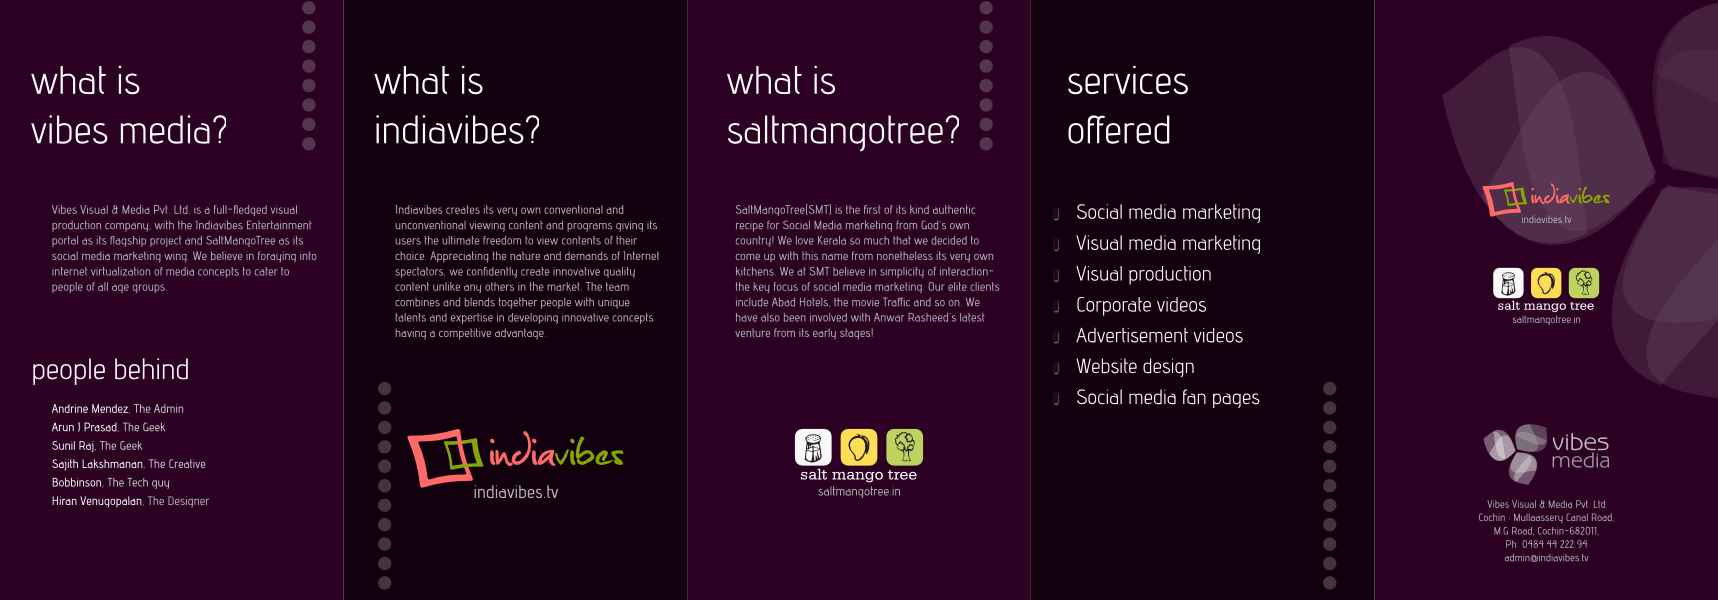 what is
vibes media?
Vibes Visual & Media Pvt. Ltd. is a full-fledged visual
production company, with the Indiavibes Entertainment
portal as its flagship project and SaltMangoTree as its
social media marketing wing. We believe in foraying into
internet virtualization of media concepts to cater to
people of all age groups.
people behind
Andrine Mendez, The Admin
Arun J Prasad, The Geek
Sunil Raj, The Geek
Sajith Lakshmanan, The Creative
Bobbinson, The Tech guy
Hiran Venugopalan, The Designer
what is
indiavibes?
Indiavibes creates its very own conventional and
unconventional viewing content and programs giving its
users the ultimate freedom to view contents of their
choice. Appreciating the nature and demands of Internet
spectators, we confidently create innovative quality
content unlike any others in the market. The team
combines and blends together people with unique
talents and expertise in developing innovative concepts
having a competitive advantage.
indiavibes
indiavibes.tv
what is
saltmangotree?
SaltMangoTree(SMT) is the first of its kind authentic
recipe for Social Media marketing from God's own
country! We love Kerala so much that we decided to
come up with this name from nonetheless its very own
kitchens. We at SMT believe in simplicity of interaction-
the key focus of social media marketing. Our elite clients
include Abad Hotels, the movie Traffic and so on. We
have also been involved with Anwar Rasheed's latest
venture from its early stages!
salt mango tree
saltmangotree.in
services
offered
Social media marketing
Visual media marketing
Visual production
Corporate videos
Advertisement videos
Website design
Social media fan pages
indiavibes
indiavibes.tv
salt mango tree
saltmangotree.in
vibes
media
Vibes Visual & Media Pvt. Ltd
Cochin : Mullaassery Canal Road,
M.G Road, Cochin-682011,
Ph: 0484 44 222 94
admin@indiavibes.tv